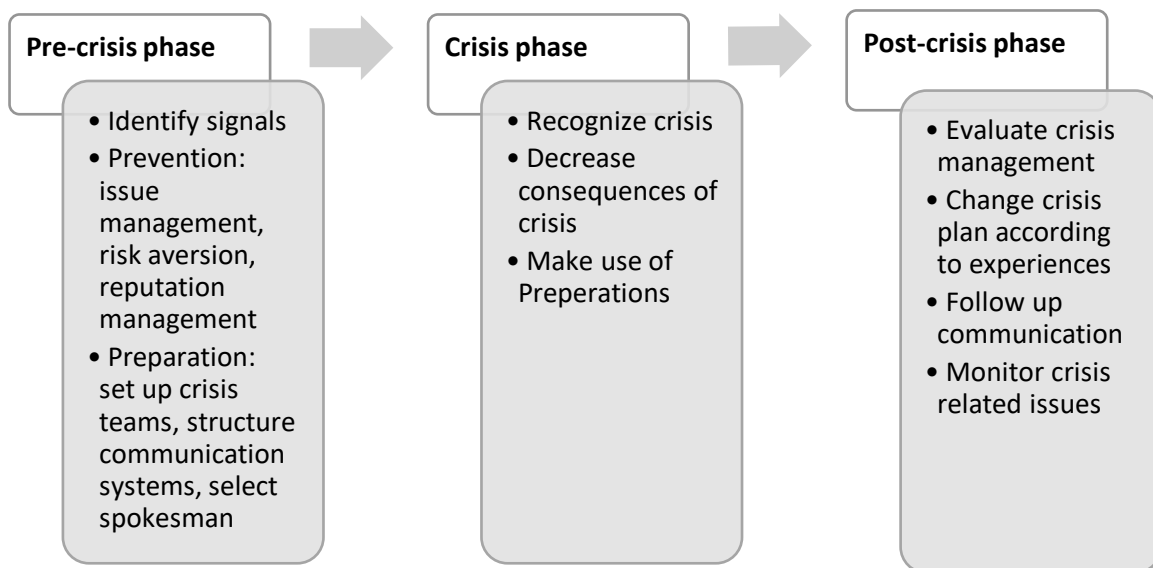 Pre-crisis phase
• Identify signals
• Prevention:
issue
management,
risk aversion,
reputation
management
• Preparation:
set up crisis
teams, structure
communication
systems, select
spokesman
Crisis phase
• Recognize crisis
• Decrease
consequences of
crisis
• Make use of
Preperations
Post-crisis phase
• Evaluate crisis
management
• Change crisis
plan according
to experiences
• Follow up
communication
• Monitor crisis
related issues